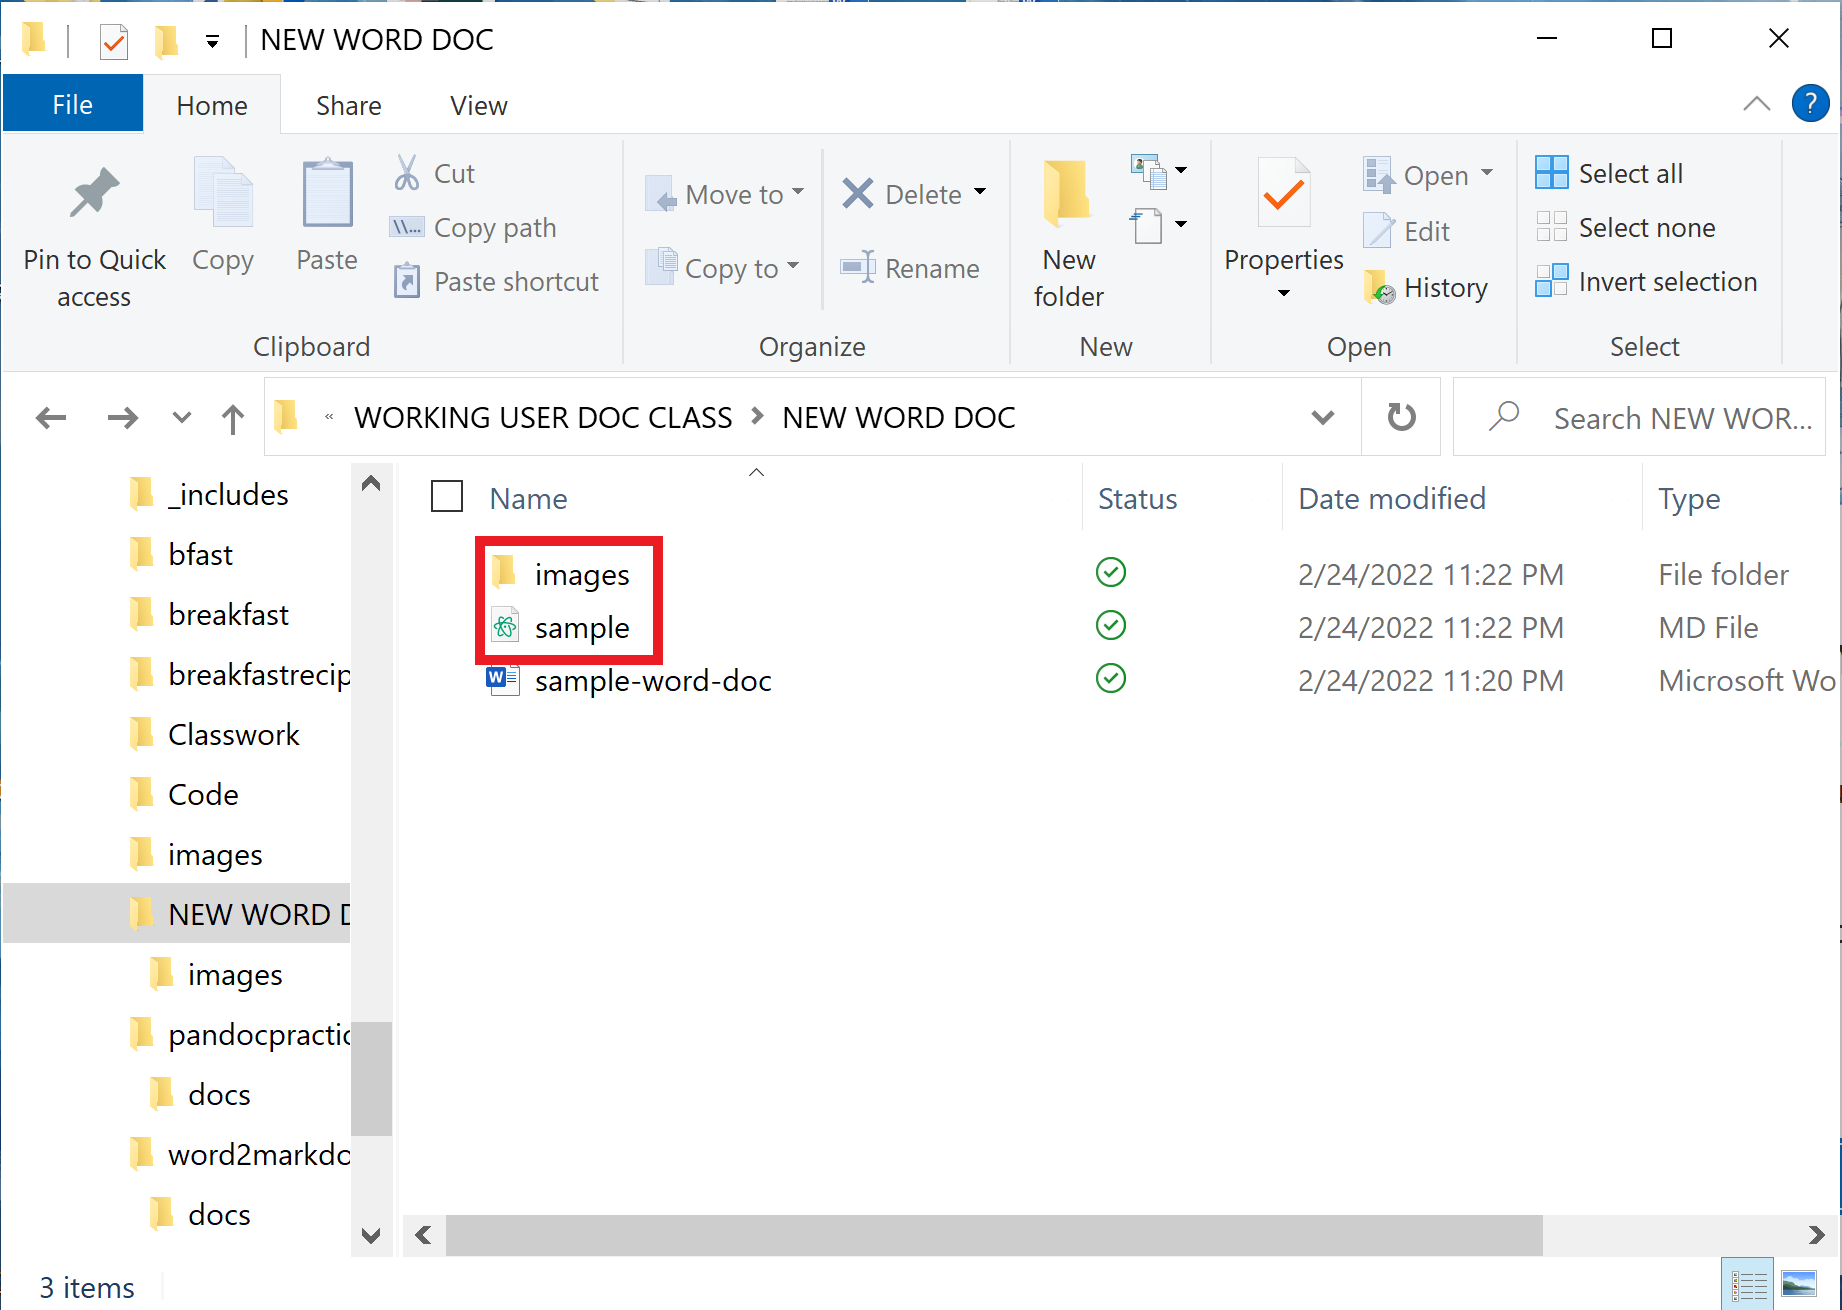 NEW WORD DOC
File Home Share View
?
Pin to Quick access
Copy
Paste
Cut
\\...
Copy path
Paste shortcut
Clipboard
Move to
Copy to
Delete
Rename
Organize
New folder
New
Properties
Open
Edit
History
Open
Select all
Select none
Invert selection
Select
« WORKING USER DOC CLASS > NEW WORD DOC
Search NEW WOR...
_includes
bfast
breakfast
breakfastrecip
Classwork
Code
images
NEW WORD D
images
pandocpractic
docs
word2markdo
docs
Name Status Date modified Type
images 2/24/2022 11:22 PM File folder
sample 2/24/2022 11:22 PM MD File
W sample-word-doc 2/24/2022 11:20 PM Microsoft Wo
3 items